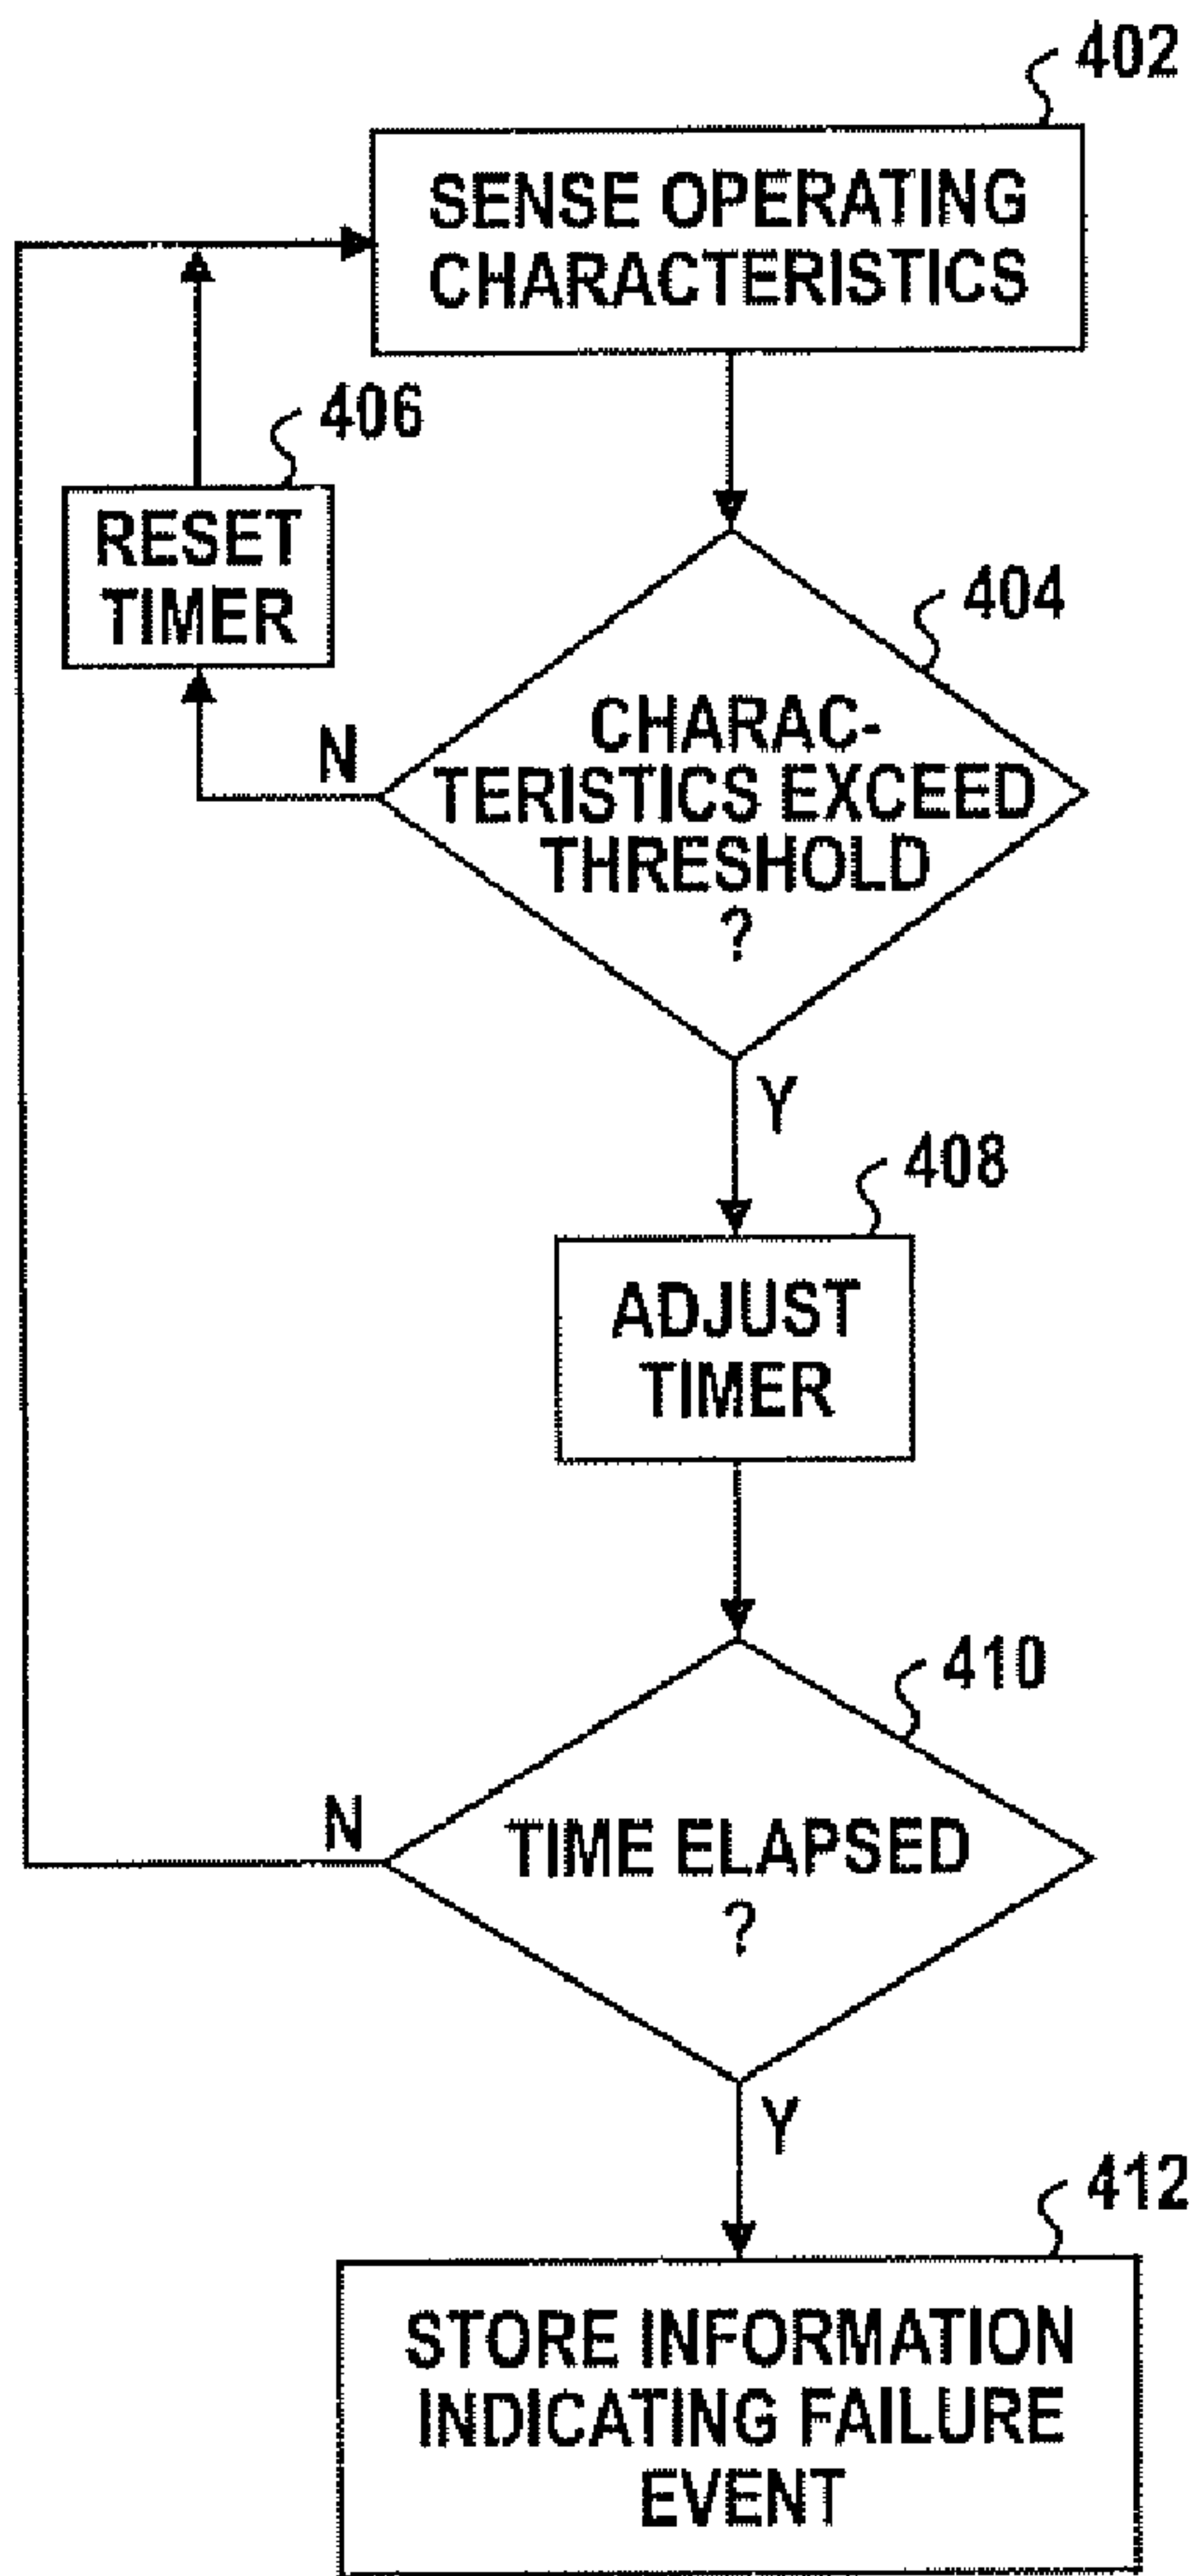 402
SENSE OPERATING
CHARACTERISTICS
406
RESET
TIMER
404
N
CHARAC-
TERISTICS EXCEED
THRESHOLD
?
Y
408
ADJUST
TIMER
410
N
TIME ELAPSED
?
Y
412
STORE INFORMATION
INDICATING FAILURE
EVENT